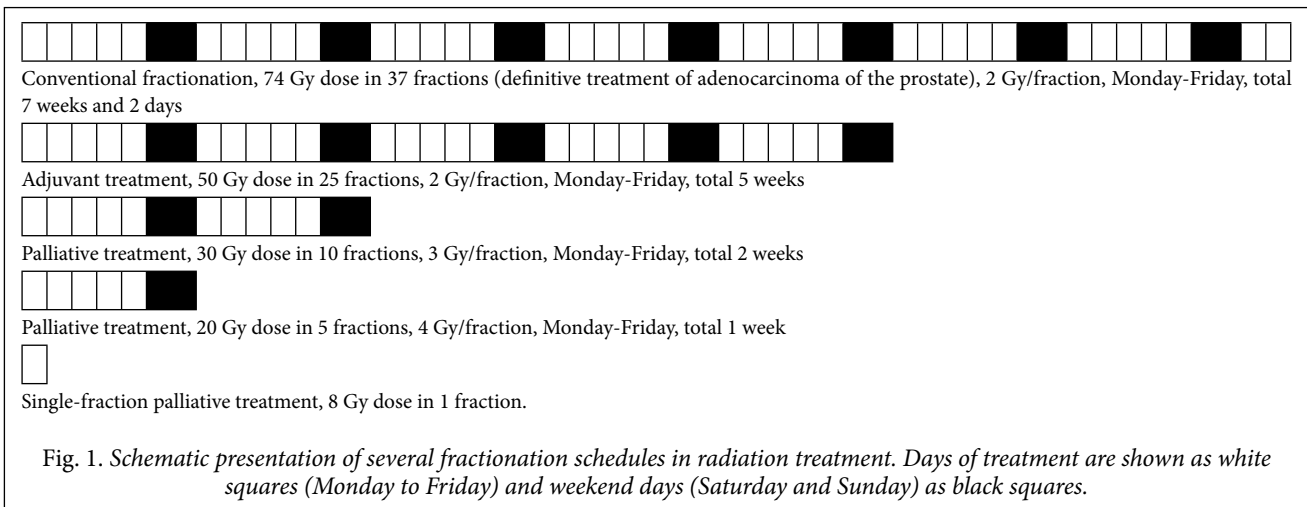 Conventional fractionation, 74 Gy dose in 37 fractions (definitive treatment of adenocarcinoma of the prostate), 2 Gy/fraction, Monday-Friday, total
7 weeks and 2 days
Adjuvant treatment, 50 Gy dose in 25 fractions, 2 Gy/fraction, Monday-Friday, total 5 weeks
Palliative treatment, 30 Gy dose in 10 fractions, 3 Gy/fraction, Monday-Friday, total 2 weeks
Palliative treatment, 20 Gy dose in 5 fractions, 4 Gy/fraction, Monday-Friday, total 1 week
Single-fraction palliative treatment, 8 Gy dose in 1 fraction.
Fig. 1. Schematic presentation of several fractionation schedules in radiation treatment. Days of treatment are shown as white
squares (Monday to Friday) and weekend days (Saturday and Sunday) as black squares.